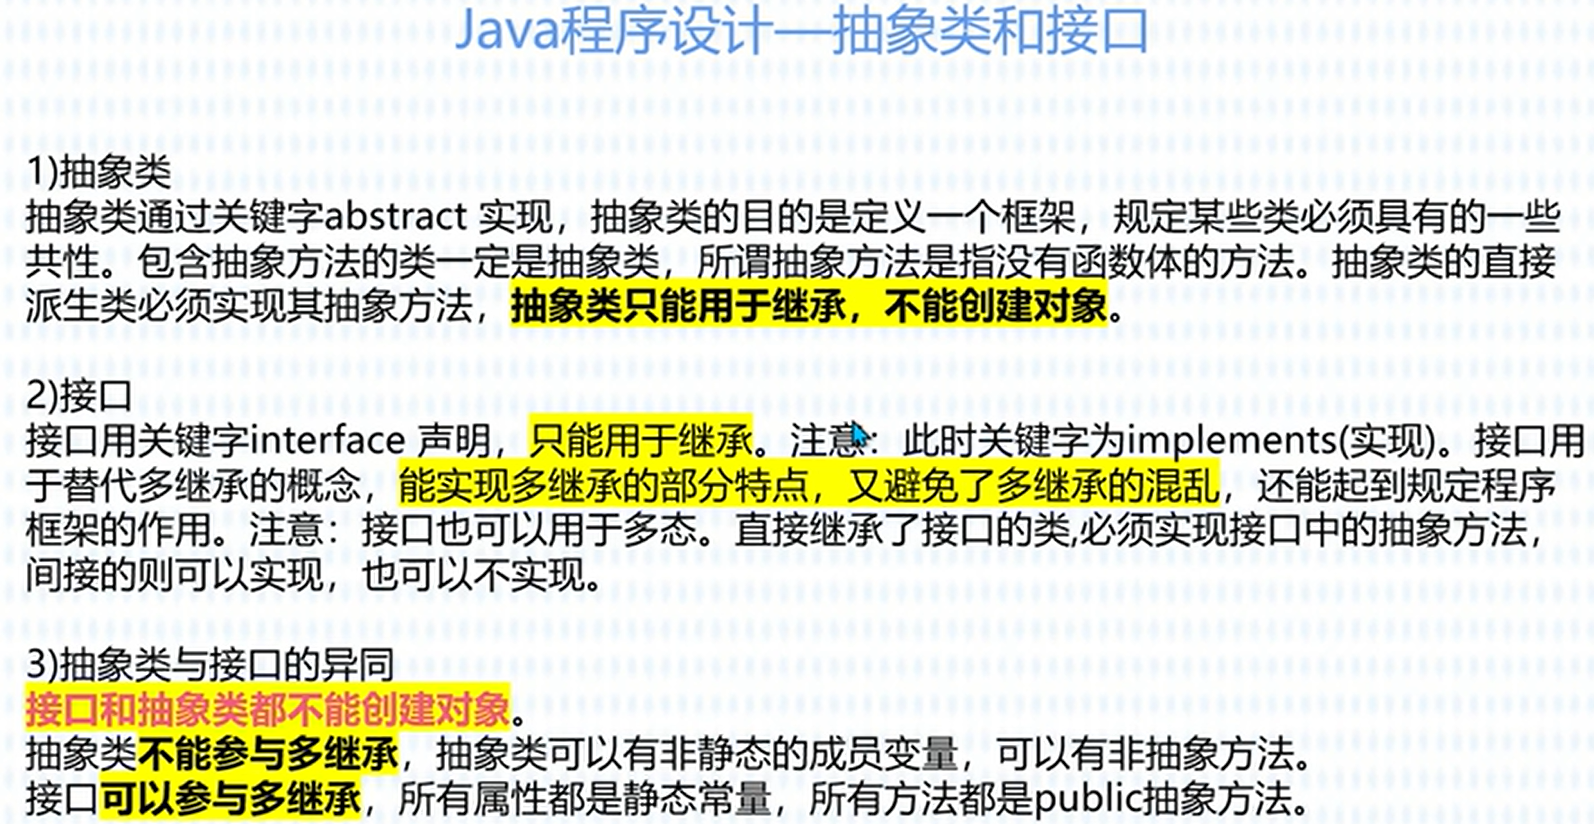 Java程序设计——抽象类和接口
1)抽象类
抽象类通过关键字abstract 实现，抽象类的目的是定义一个框架，规定某些类必须具有的一些
共性。包含抽象方法的类一定是抽象类，所谓抽象方法是指没有函数体的方法。抽象类的直接
派生类必须实现其抽象方法，抽象类只能用于继承，不能创建对象。
2)接口
接口用关键字interface 声明，只能用于继承。注意：此时关键字为implements(实现)。接口用
于替代多继承的概念，能实现多继承的部分特点，又避免了多继承的混乱，还能起到规定程序
框架的作用。注意：接口也可以用于多态。直接继承了接口的类,必须实现接口中的抽象方法，
间接的则可以实现，也可以不实现。
3)抽象类与接口的异同
接口和抽象类都不能创建对象。
抽象类不能参与多继承，抽象类可以有非静态的成员变量，可以有非抽象方法。
接口可以参与多继承，所有属性都是静态常量，所有方法都是public抽象方法。